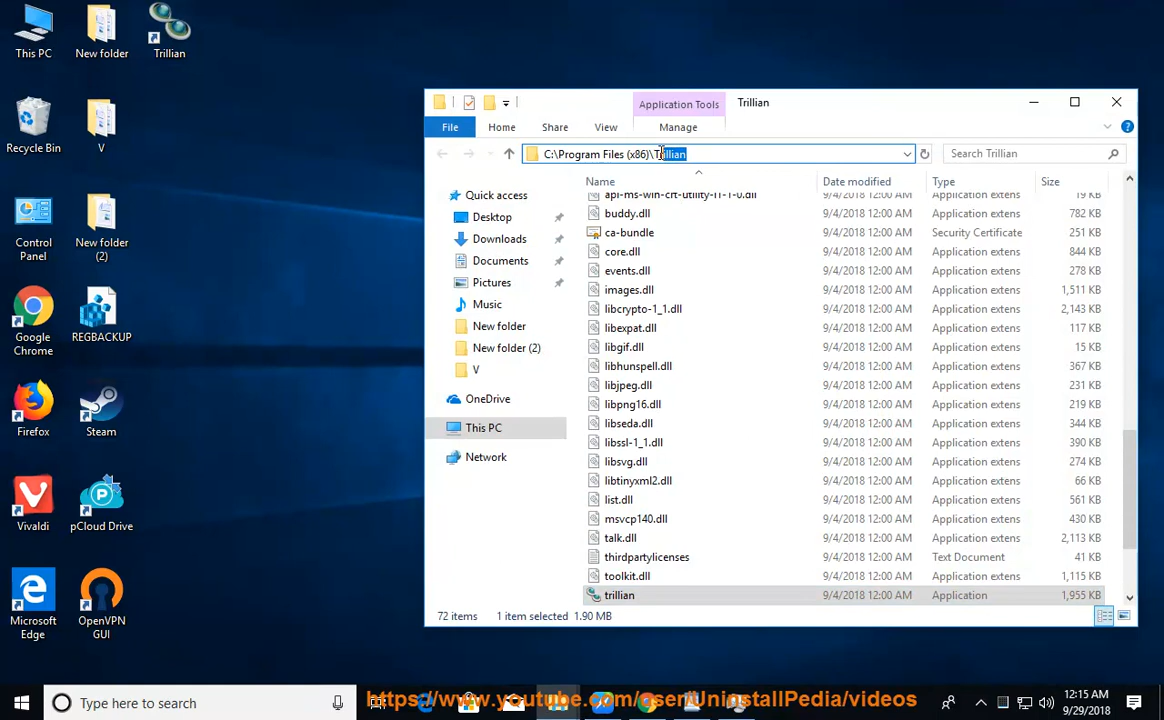 This PC
New folder
Trillian
Recycle Bin
V
Control
Panel
New folder
(2)
Google
Chrome
REGBACKUP
Firefox
Steam
Vivaldi
pCloud Drive
Microsoft
Edge
OpenVPN
GUI
Application Tools
Trillian
File
Home
Share
View
Manage
C:\Program Files (x86)\Trillian
Search Trillian
Quick access
Desktop
Downloads
Documents
Pictures
Music
New folder
New folder (2)
V
OneDrive
This PC
Network
Name Date modified Type Size
api-ms-win-crt-utility-l1-1-0.dll 9/4/2018 12:00 AM Application extens 19 KB
buddy.dll 9/4/2018 12:00 AM Application extens 782 KB
ca-bundle 9/4/2018 12:00 AM Security Certificate 251 KB
core.dll 9/4/2018 12:00 AM Application extens 844 KB
events.dll 9/4/2018 12:00 AM Application extens 278 KB
images.dll 9/4/2018 12:00 AM Application extens 1,511 KB
libcrypto-1_1.dll 9/4/2018 12:00 AM Application extens 2,143 KB
libexpat.dll 9/4/2018 12:00 AM Application extens 117 KB
libgif.dll 9/4/2018 12:00 AM Application extens 15 KB
libhunspell.dll 9/4/2018 12:00 AM Application extens 367 KB
libjpeg.dll 9/4/2018 12:00 AM Application extens 231 KB
libpng16.dll 9/4/2018 12:00 AM Application extens 219 KB
libseda.dll 9/4/2018 12:00 AM Application extens 344 KB
libssl-1_1.dll 9/4/2018 12:00 AM Application extens 390 KB
libsvg.dll 9/4/2018 12:00 AM Application extens 274 KB
libtinyxml2.dll 9/4/2018 12:00 AM Application extens 66 KB
list.dll 9/4/2018 12:00 AM Application extens 561 KB
msvcp140.dll 9/4/2018 12:00 AM Application extens 430 KB
talk.dll 9/4/2018 12:00 AM Application extens 2,113 KB
thirdpartylicenses 9/4/2018 12:00 AM Text Document 41 KB
toolkit.dll 9/4/2018 12:00 AM Application extens 1,115 KB
trillian 9/4/2018 12:00 AM Application 1,955 KB
72 items 1 item selected 1.90 MB
Type here to search
https://www.youtube.com/user/UninstallPedia/videos
12:15 AM
9/29/2018